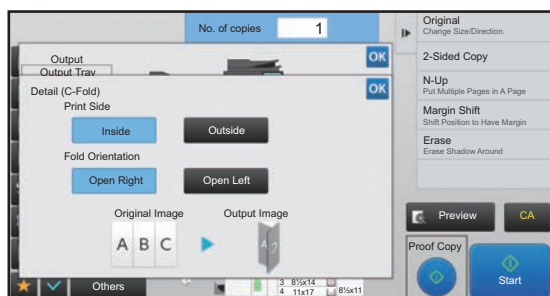 No. of copies 1
Output
OK
Output Tray
Detail (C-Fold)
OK
Print Side
Inside Outside
Fold Orientation
Open Right Open Left
Original Image Output Image
A B C
Others
3 8½x14
4 11x17
8½x11
Original
Change Size/Direction.
2-Sided Copy
N-Up
Put Multiple Pages in A Page
Margin Shift
Shift Position to Have Margin
Erase
Erase Shadow Around
Preview
CA
Proof Copy
Start